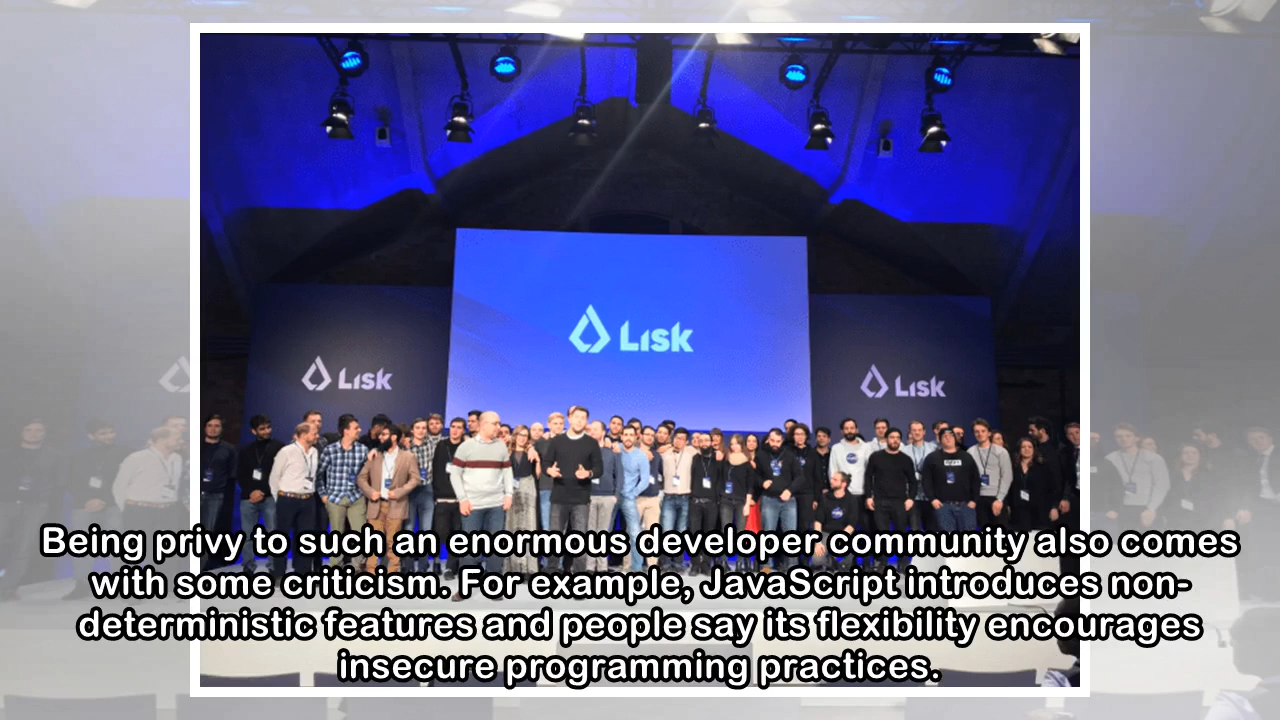 Lisk
Lisk
Lisk
Being privy to such an enormous developer community also comes
with some criticism. For example, JavaScript introduces non-
deterministic features and people say its flexibility encourages
insecure programming practices.